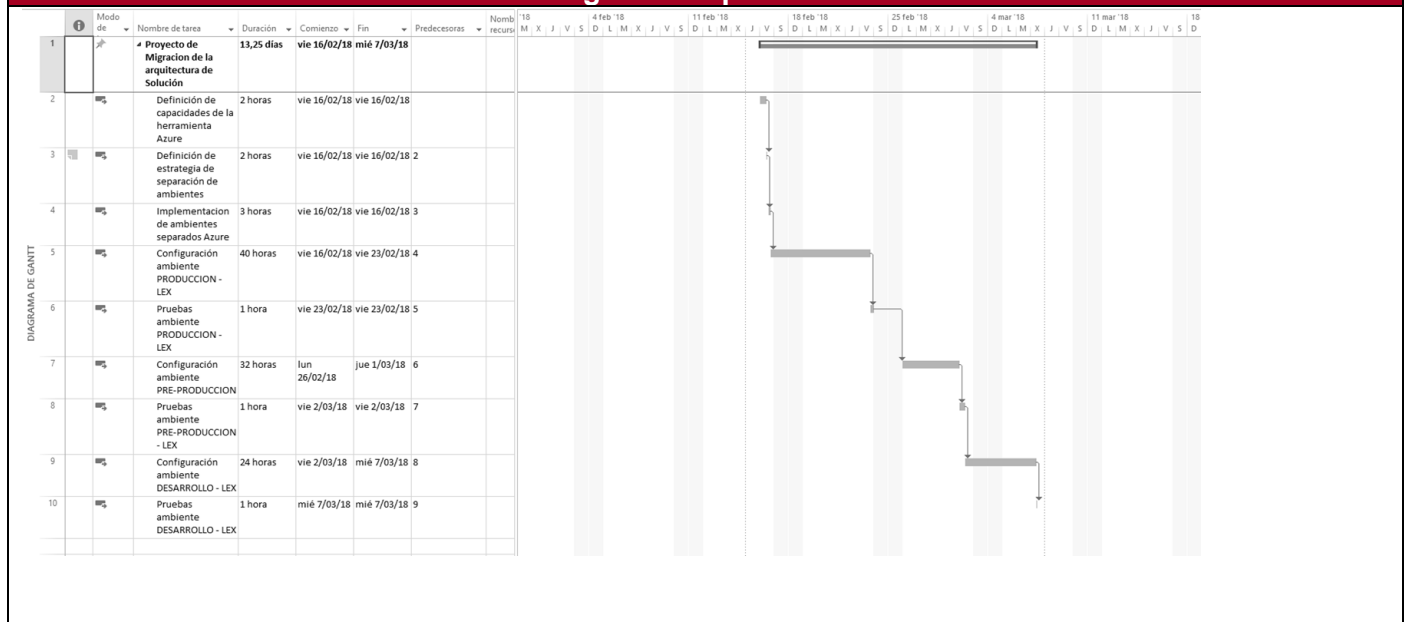 Modo de
Nombre de tarea
Duración
Comienzo
Fin
Predecesoras
Nomb
recurs
'18
4 feb '18
11 feb '18
18 feb '18
25 feb '18
4 mar '18
11 mar '18
18
M X J V S D L M X J V S D L M X J V S D L M X J V S D L M X J V S D L M X J V S D L M X J V S D
DIAGRAMA DE GANTT
1
Proyecto de
Migracion de la
arquitectura de
Solución
13,25 días
vie 16/02/18
mié 7/03/18
2
Definición de
capacidades de la
herramienta
Azure
2 horas
vie 16/02/18
vie 16/02/18
3
Definición de
estrategia de
separación de
ambientes
2 horas
vie 16/02/18
vie 16/02/18
2
4
Implementacion
de ambientes
separados Azure
3 horas
vie 16/02/18
vie 16/02/18
3
5
Configuración
ambiente
PRODUCCION -
LEX
40 horas
vie 16/02/18
vie 23/02/18
4
6
Pruebas
ambiente
PRODUCCION -
LEX
1 hora
vie 23/02/18
vie 23/02/18
5
7
Configuración
ambiente
PRE-PRODUCCION
32 horas
lun
26/02/18
jue 1/03/18
6
8
Pruebas
ambiente
PRE-PRODUCCION
- LEX
1 hora
vie 2/03/18
vie 2/03/18
7
9
Configuración
ambiente
DESARROLLO - LEX
24 horas
vie 2/03/18
mié 7/03/18
8
10
Pruebas
ambiente
DESARROLLO - LEX
1 hora
mié 7/03/18
mié 7/03/18
9